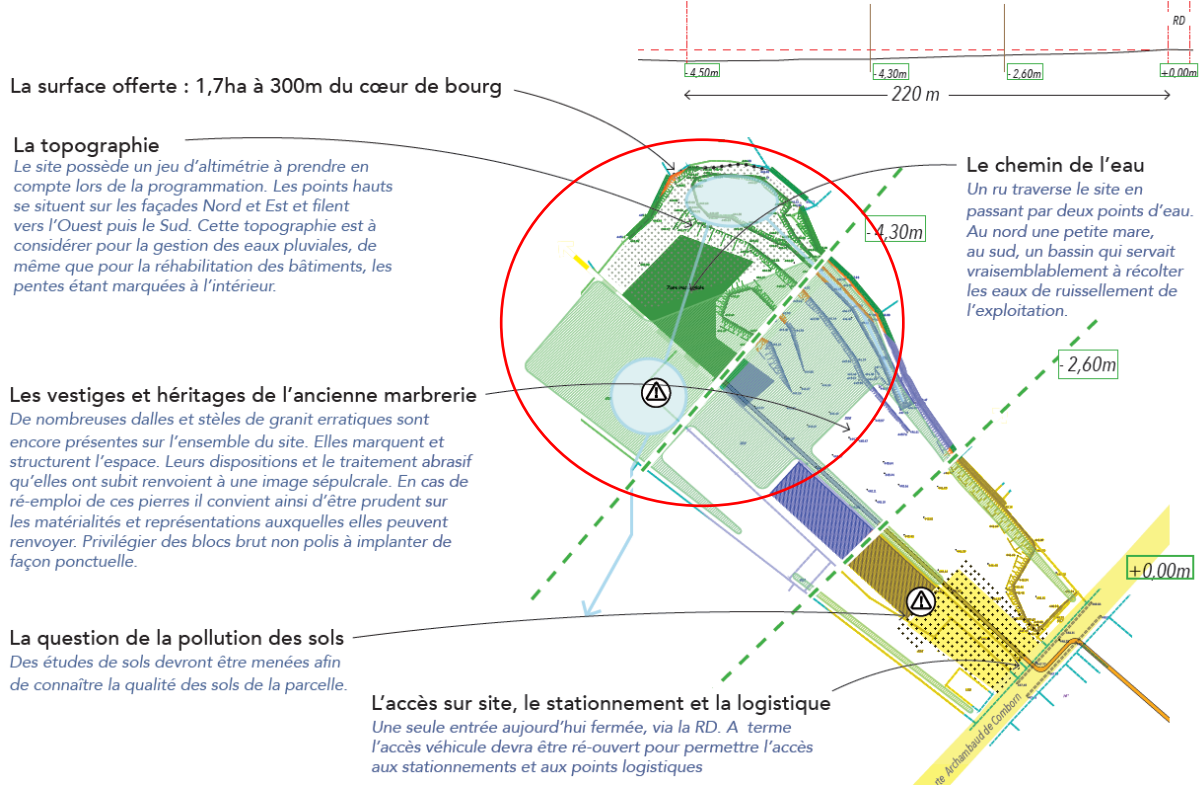 RD
- 4,50m
- 4,30m
- 2,60m
+0,00m
220 m
La surface offerte : 1,7ha à 300m du cœur de bourg
La topographie
Le site possède un jeu d'altimétrie à prendre en
compte lors de la programmation. Les points hauts
se situent sur les façades Nord et Est et filent
vers l'Ouest puis le Sud. Cette topographie est à
considérer pour la gestion des eaux pluviales, de
même que pour la réhabilitation des bâtiments, les
pentes étant marquées à l'intérieur.
Le chemin de l'eau
Un ru traverse le site en
passant par deux points d'eau.
Au nord une petite mare,
au sud, un bassin qui servait
vraisemblablement à récolter
les eaux de ruissellement de
l'exploitation.
- 4,30m
- 2,60m
Les vestiges et héritages de l'ancienne marbrerie
De nombreuses dalles et stèles de granit erratiques sont
encore présentes sur l'ensemble du site. Elles marquent et
structurent l'espace. Leurs dispositions et le traitement abrasif
qu'elles ont subit renvoient à une image sépulcrale. En cas de
ré-emploi de ces pierres il convient ainsi d'être prudent sur
les matérialités et représentations auxquelles elles peuvent
renvoyer. Privilégier des blocs brut non polis à implanter de
façon ponctuelle.
+0,00m
La question de la pollution des sols
Des études de sols devront être menées afin
de connaître la qualité des sols de la parcelle.
L'accès sur site, le stationnement et la logistique
Une seule entrée aujourd'hui fermée, via la RD. A terme
l'accès véhicule devra être ré-ouvert pour permettre l'accès
aux stationnements et aux points logistiques
Archambaud de Comborn